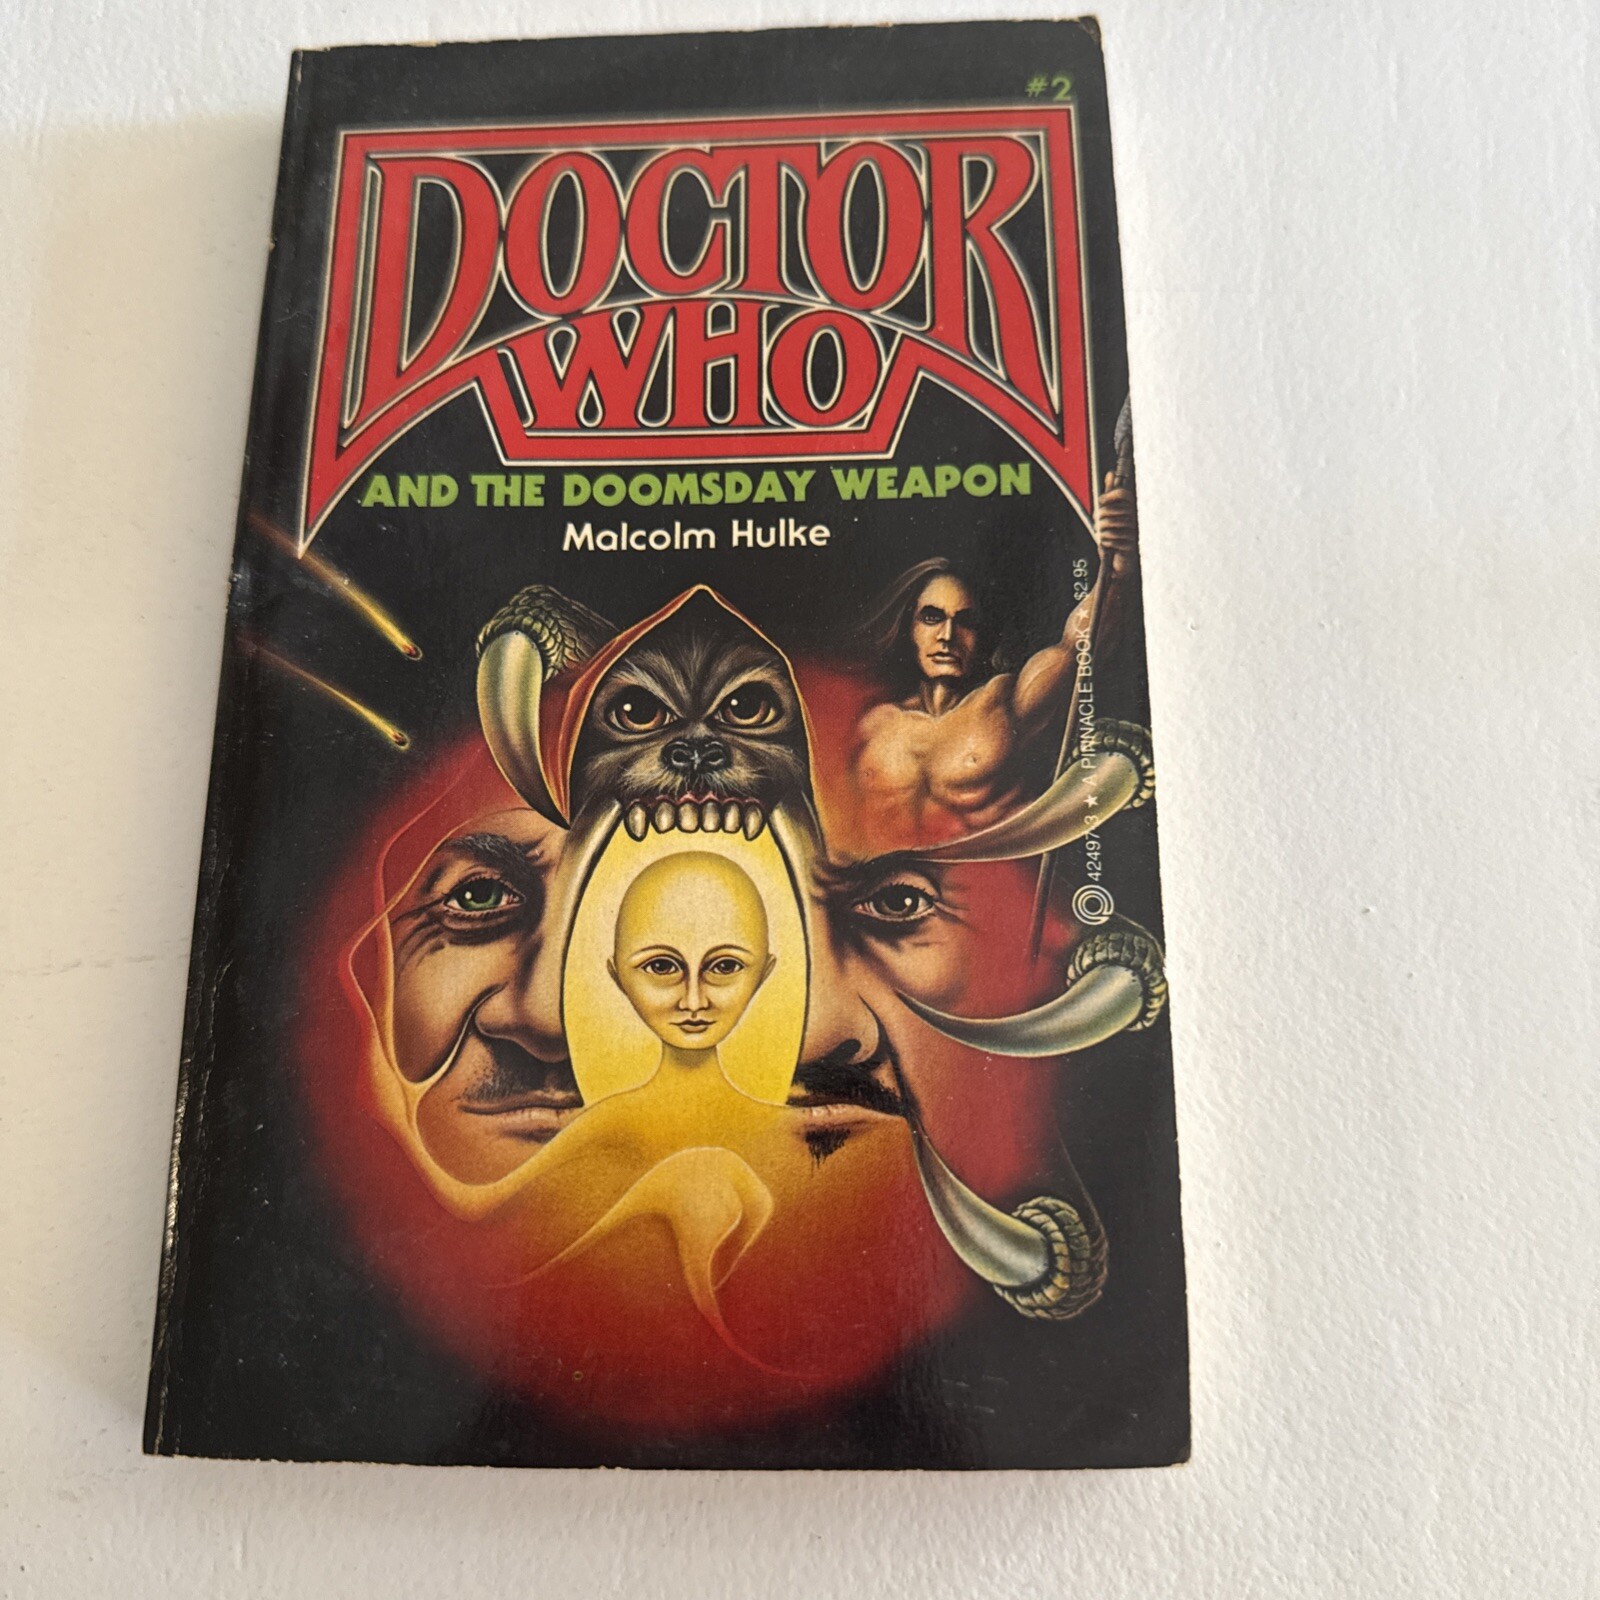 #2
DOCTOR
WHO
AND THE DOOMSDAY WEAPON
Malcolm Hulke
42497-3 ★ A PINNACLE BOOK ★ $2.95